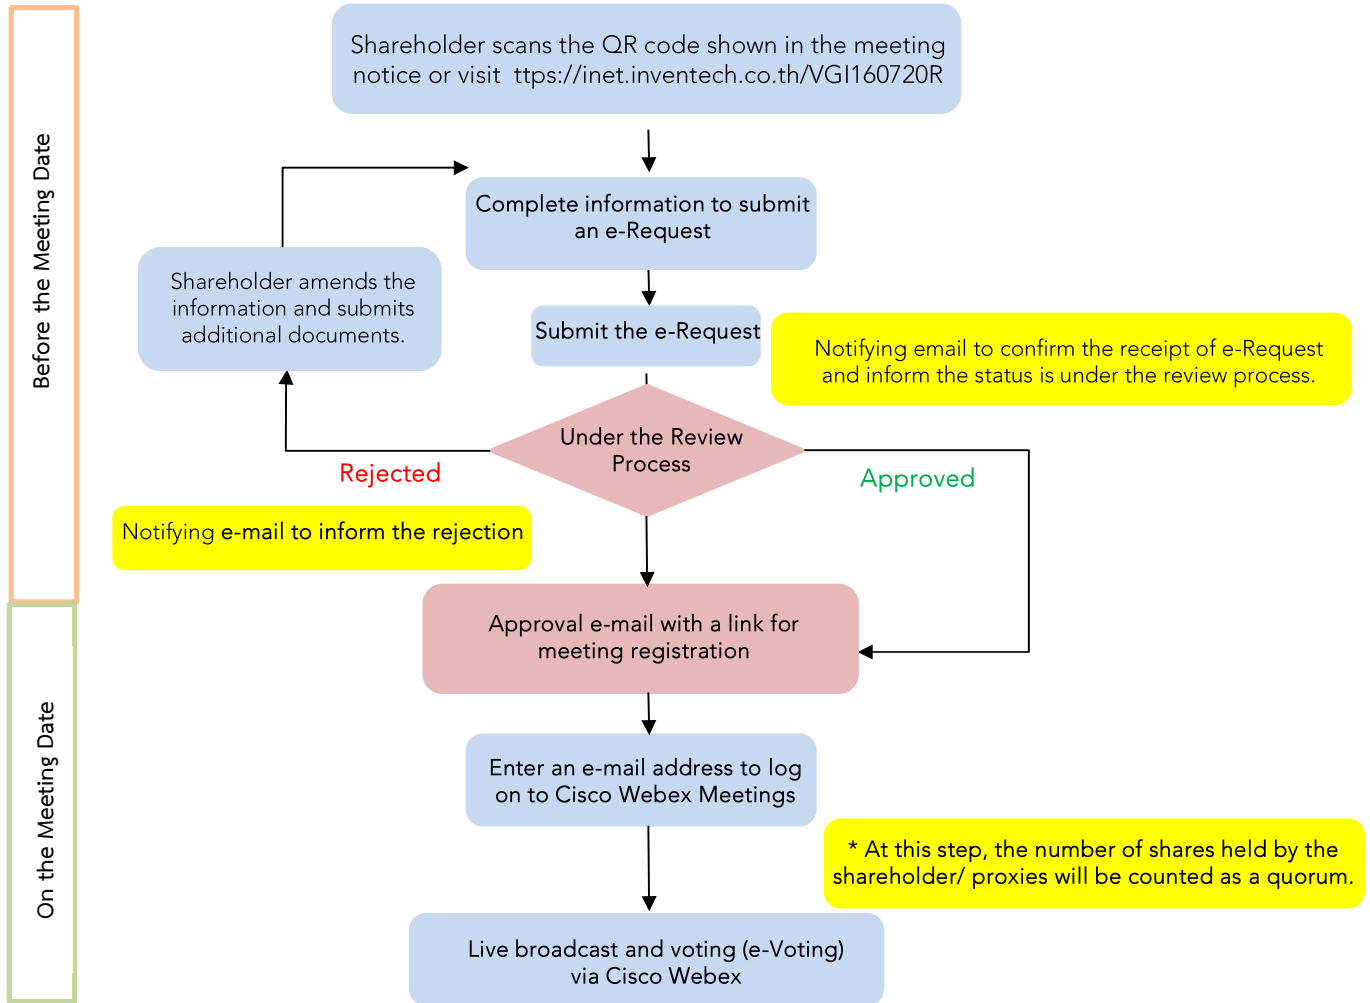 Before the Meeting Date
Shareholder scans the QR code shown in the meeting
notice or visit ttps://inet.inventech.co.th/VGI160720R
Complete information to submit
an e-Request
Shareholder amends the
information and submits
additional documents.
Submit the e-Request
Notifying email to confirm the receipt of e-Request
and inform the status is under the review process.
Under the Review
Process
Rejected
Approved
Notifying e-mail to inform the rejection
On the Meeting Date
Approval e-mail with a link for
meeting registration
Enter an e-mail address to log
on to Cisco Webex Meetings
* At this step, the number of shares held by the
shareholder/ proxies will be counted as a quorum.
Live broadcast and voting (e-Voting)
via Cisco Webex